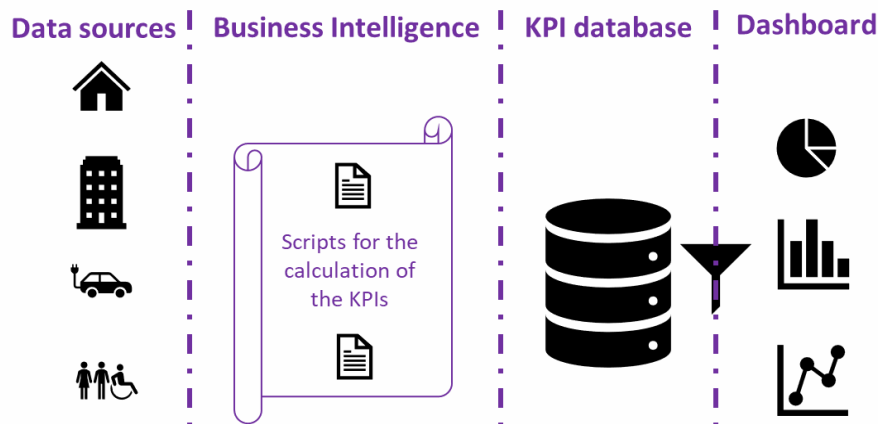 Data sources
Business Intelligence
KPI database
Dashboard
Scripts for the
calculation of
the KPIs